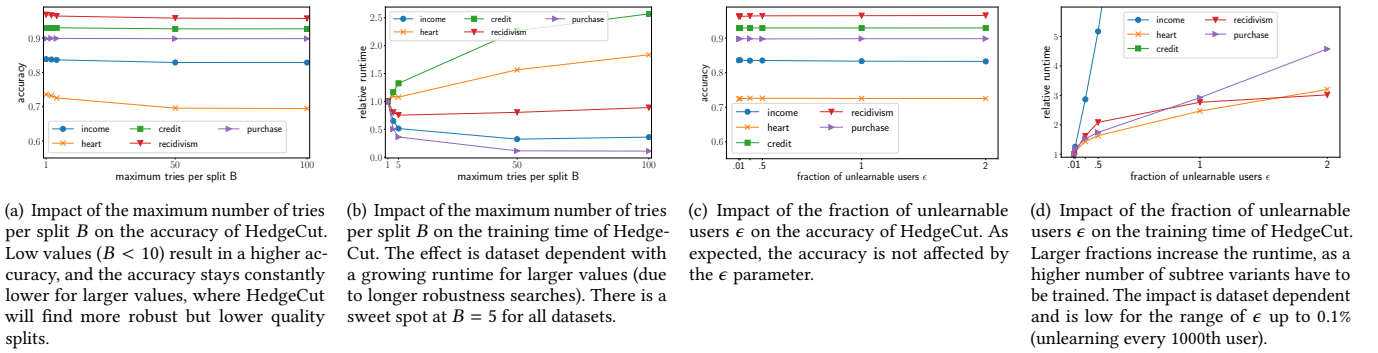 accuracy
0.9
0.8
0.7
0.6
income
heart
credit
recidivism
purchase
1
50
100
maximum tries per split B
relative runtime
2.5
2.0
1.5
1.0
0.5
0.0
income
heart
credit
recidivism
purchase
1
5
50
100
maximum tries per split B
accuracy
0.9
0.8
0.7
0.6
income
heart
credit
recidivism
purchase
.01
.1
.5
1
2
fraction of unlearnable users ϵ
relative runtime
5
4
3
2
1
income
heart
credit
recidivism
purchase
.01
.1
.5
1
2
fraction of unlearnable users ϵ
(a) Impact of the maximum number of tries
per split B on the accuracy of HedgeCut.
Low values (B < 10) result in a higher ac-
curacy, and the accuracy stays constantly
lower for larger values, where HedgeCut
will find more robust but lower quality
splits.
(b) Impact of the maximum number of tries
per split B on the training time of Hedge-
Cut. The effect is dataset dependent with
a growing runtime for larger values (due
to longer robustness searches). There is a
sweet spot at B = 5 for all datasets.
(c) Impact of the fraction of unlearnable
users ϵ on the accuracy of HedgeCut. As
expected, the accuracy is not affected by
the ϵ parameter.
(d) Impact of the fraction of unlearnable
users ϵ on the training time of HedgeCut.
Larger fractions increase the runtime, as
a higher number of subtree variants have to
be trained. The impact is dataset dependent
and is low for the range of ϵ up to 0.1%
(unlearning every 1000th user).